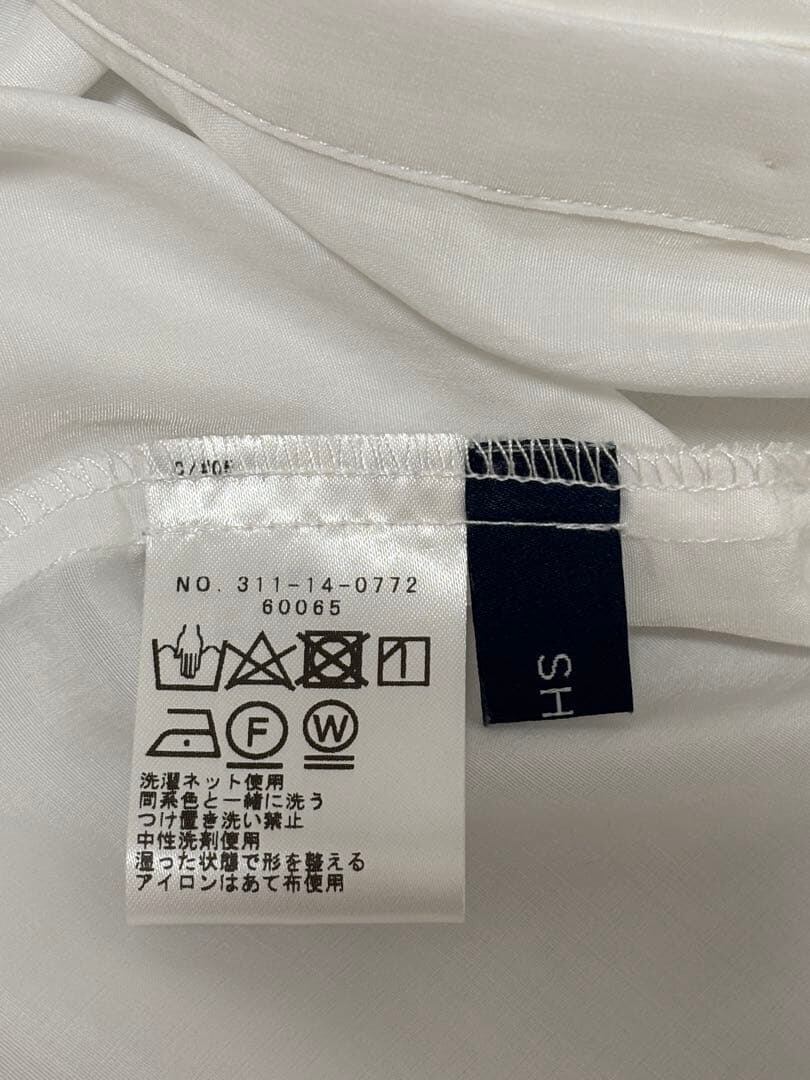 NO. 311-14-0772
60065
F
W
洗濯ネット使用
同系色と一緒に洗う
つけ置き洗い禁止
中性洗剤使用
湿った状態で形を整える
アイロンはあて布使用
SH